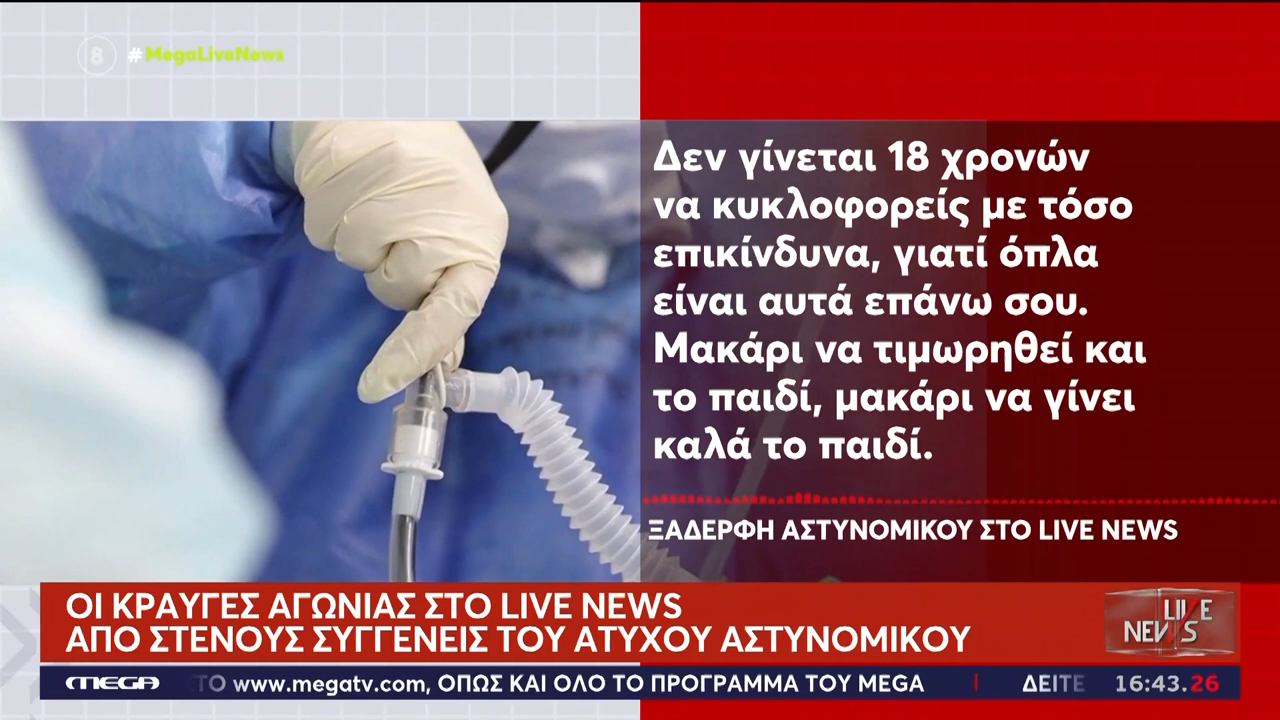 8 #MegaLiveNews
Δεν γίνεται 18 χρονών
να κυκλοφορείς με τόσο
επικίνδυνα, γιατί όπλα
είναι αυτά επάνω σου.
Μακάρι να τιμωρηθεί και
το παιδί, μακάρι να γίνει
καλά το παιδί.
ΞΑΔΕΡΦΗ ΑΣΤΥΝΟΜΙΚΟΥ ΣΤΟ LIVE NEWS
ΟΙ ΚΡΑΥΓΕΣ ΑΓΩΝΙΑΣ ΣΤΟ LIVE NEWS
ΑΠΟ ΣΤΕΝΟΥΣ ΣΥΓΓΕΝΕΙΣ ΤΟΥ ΑΤΥΧΟΥ ΑΣΤΥΝΟΜΙΚΟΥ
LIVE
NEWS
MEGA ΤΟ www.megatv.com, ΟΠΩΣ ΚΑΙ ΟΛΟ ΤΟ ΠΡΟΓΡΑΜΜΑ ΤΟΥ MEGA | ΔΕΙΤΕ 16:43.26